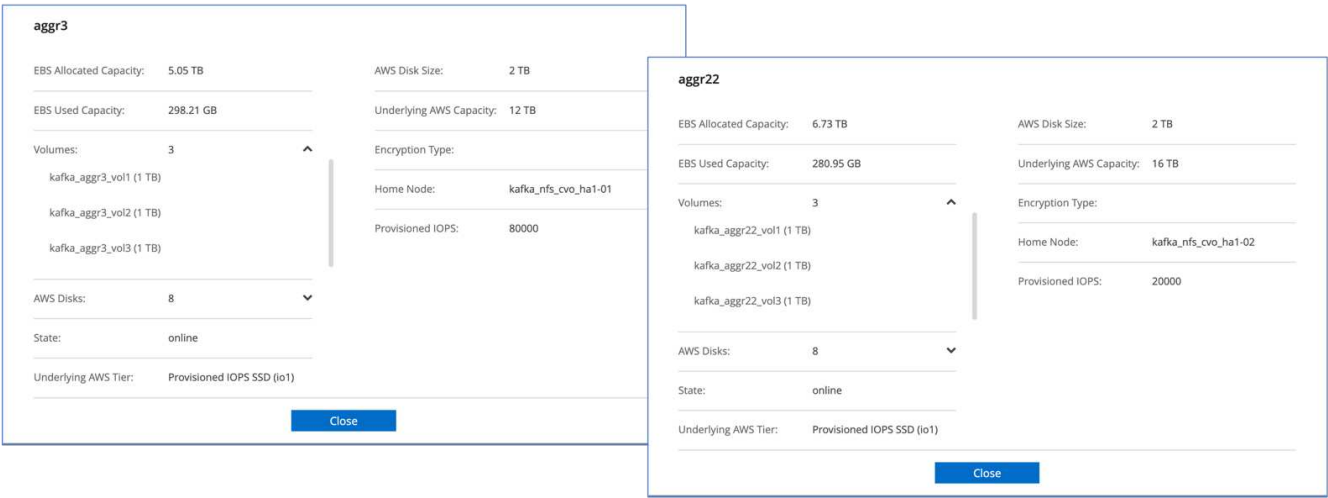 aggr3
EBS Allocated Capacity: 5.05 TB
AWS Disk Size: 2 TB
EBS Used Capacity: 298.21 GB
Underlying AWS Capacity: 12 TB
Volumes: 3
Encryption Type:
kafka_aggr3_vol1 (1 TB)
Home Node: kafka_nfs_cvo_ha1-01
kafka_aggr3_vol2 (1 TB)
Provisioned IOPS: 80000
kafka_aggr3_vol3 (1 TB)
AWS Disks: 8
State: online
Underlying AWS Tier: Provisioned IOPS SSD (io1)
Close
aggr22
EBS Allocated Capacity: 6.73 TB
AWS Disk Size: 2 TB
EBS Used Capacity: 280.95 GB
Underlying AWS Capacity: 16 TB
Volumes: 3
Encryption Type:
kafka_aggr22_vol1 (1 TB)
Home Node: kafka_nfs_cvo_ha1-02
kafka_aggr22_vol2 (1 TB)
Provisioned IOPS: 20000
kafka_aggr22_vol3 (1 TB)
AWS Disks: 8
State: online
Underlying AWS Tier: Provisioned IOPS SSD (io1)
Close